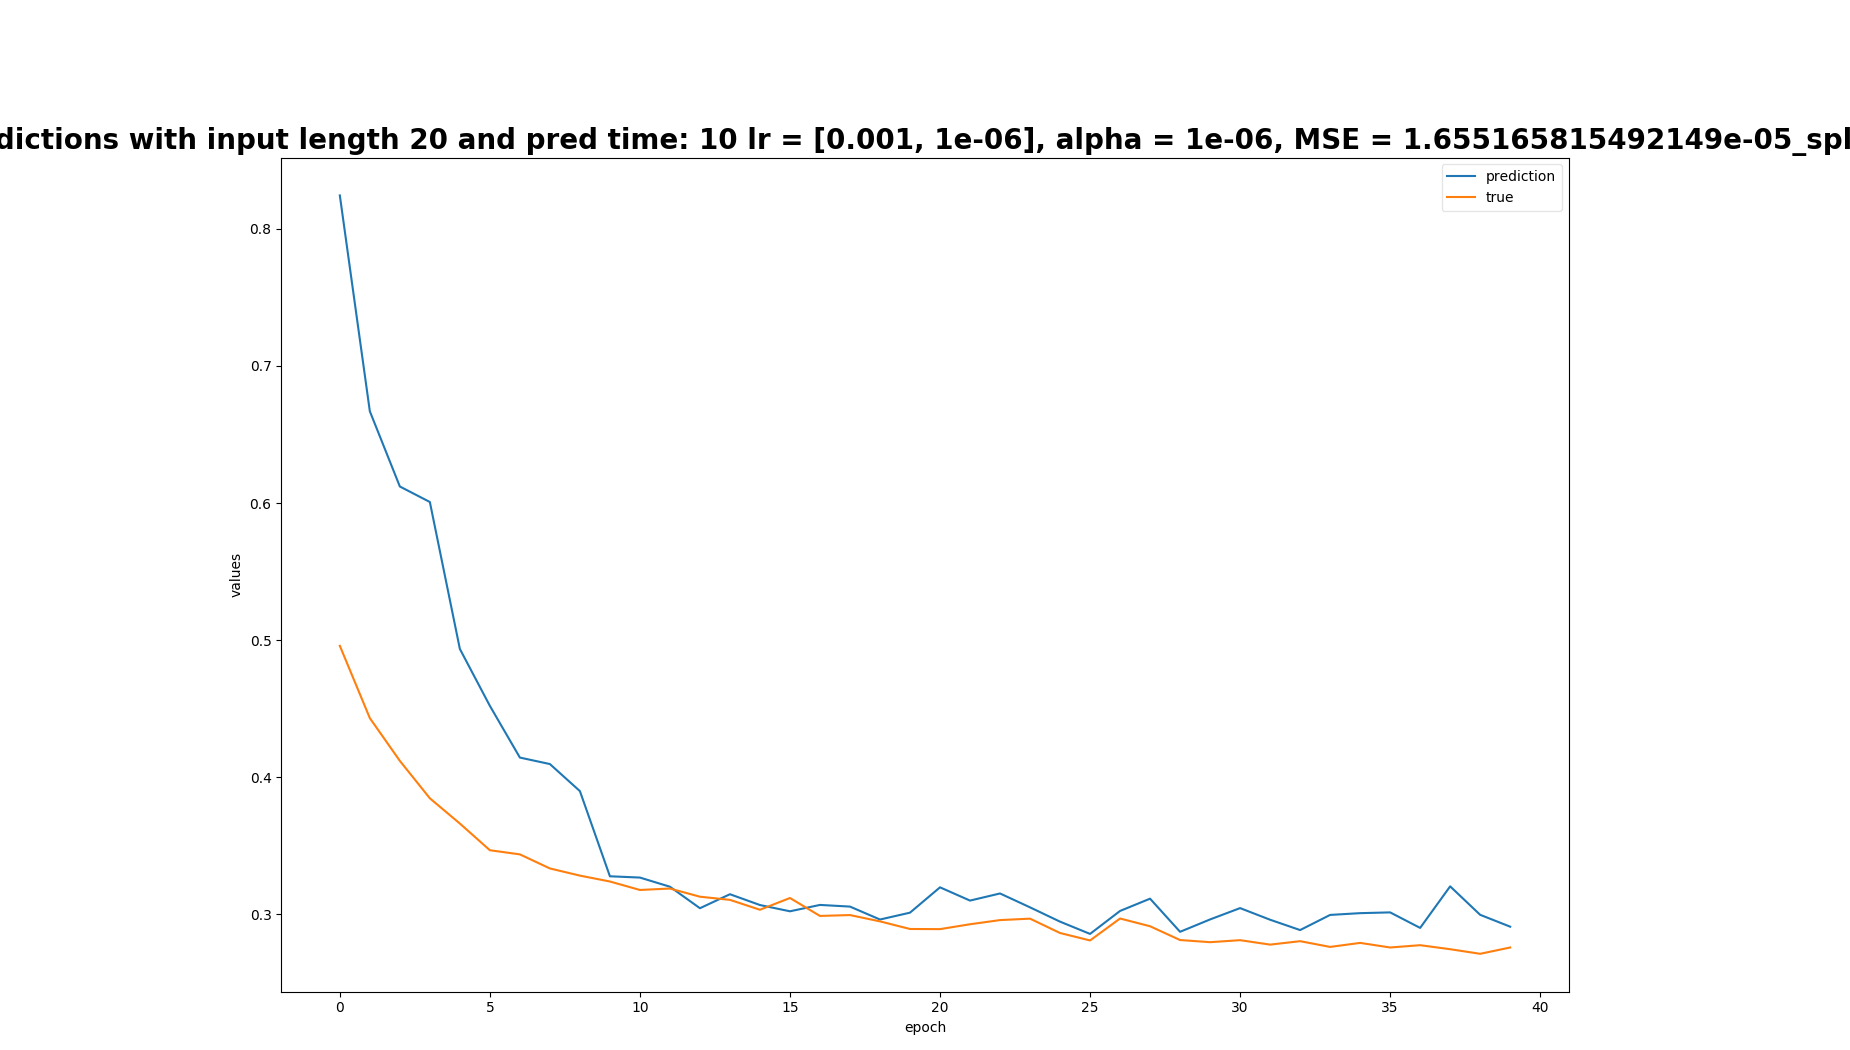 dictions with input length 20 and pred time: 10 lr = [0.001, 1e-06], alpha = 1e-06, MSE = 1.655165815492149e-05_spl
prediction
true
0.8
0.7
0.6
0.5
0.4
0.3
values
0 5 10 15 20 25 30 35 40
epoch